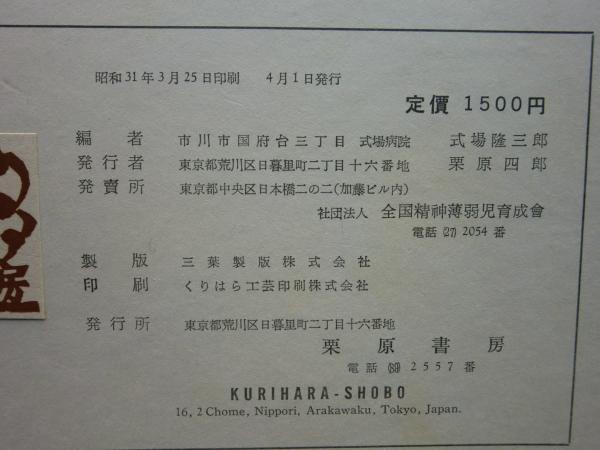 昭和31年3月25日印刷　4月1日発行
定價 1500円
編者　市川市国府台三丁目 式場病院　式場隆三郎
発行者　東京都荒川区日暮里町二丁目十六番地　栗原四郎
発賣所　東京都中央区日本橋二の二(加藤ビル内)
社団法人 全国精神薄弱児育成會
電話 ㉗ 2054 番
製版　三葉製版株式会社
印刷　くりはら工芸印刷株式会社
発行所　東京都荒川区日暮里町二丁目十六番地
栗原書房
電話 2557 番
KURIHARA-SHOBO
16, 2 Chome, Nippori, Arakawaku, Tokyo, Japan.
屋